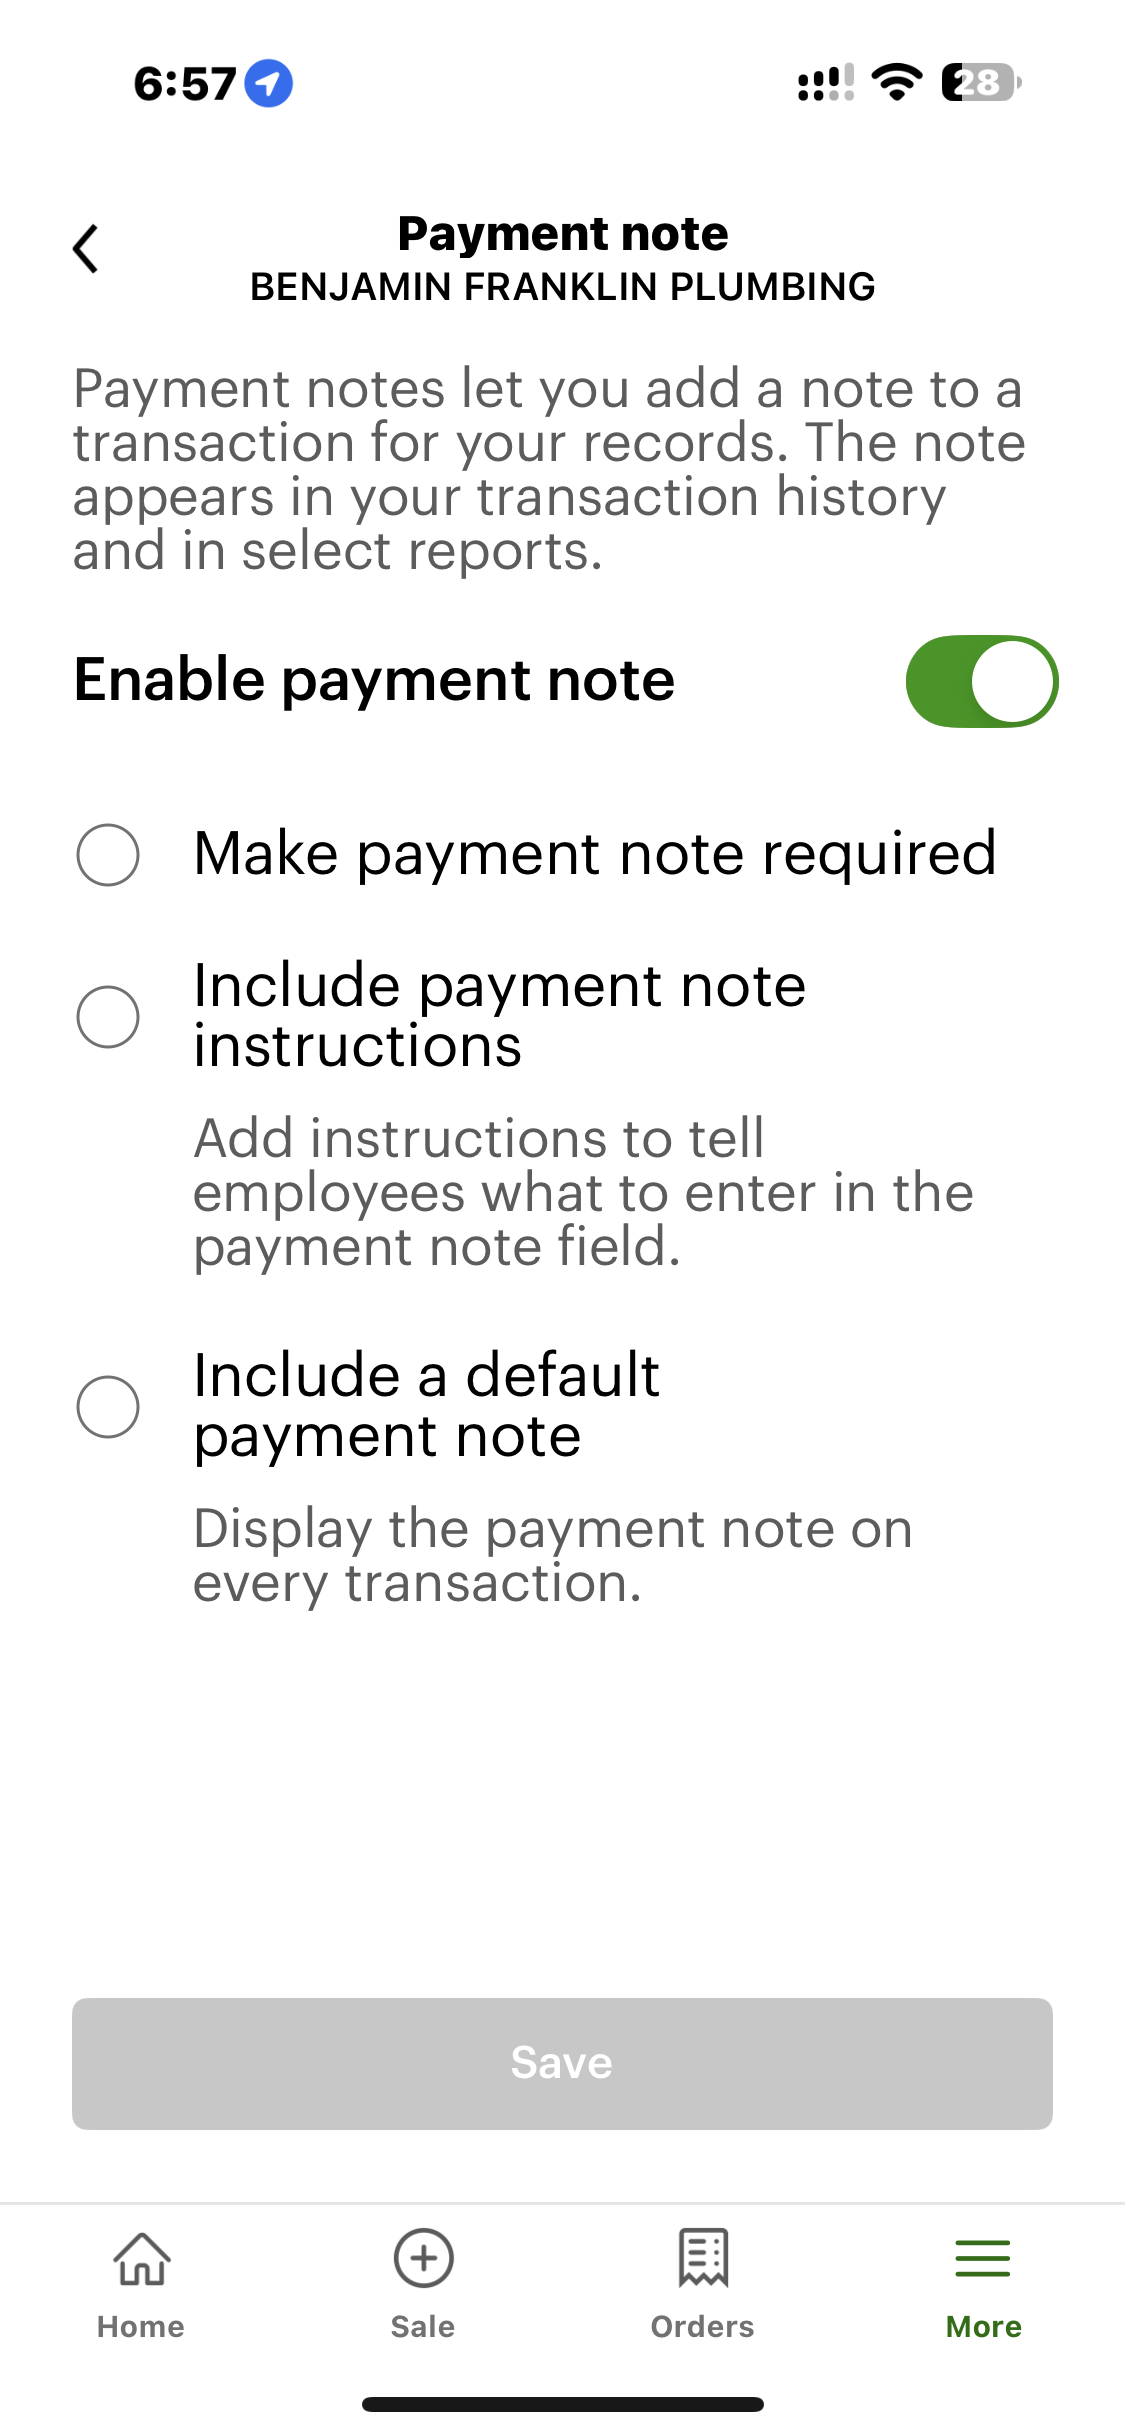 6:57
28
Payment note
BENJAMIN FRANKLIN PLUMBING
Payment notes let you add a note to a
transaction for your records. The note
appears in your transaction history
and in select reports.
Enable payment note
Make payment note required
Include payment note
instructions
Add instructions to tell
employees what to enter in the
payment note field.
Include a default
payment note
Display the payment note on
every transaction.
Save
Home
Sale
Orders
More